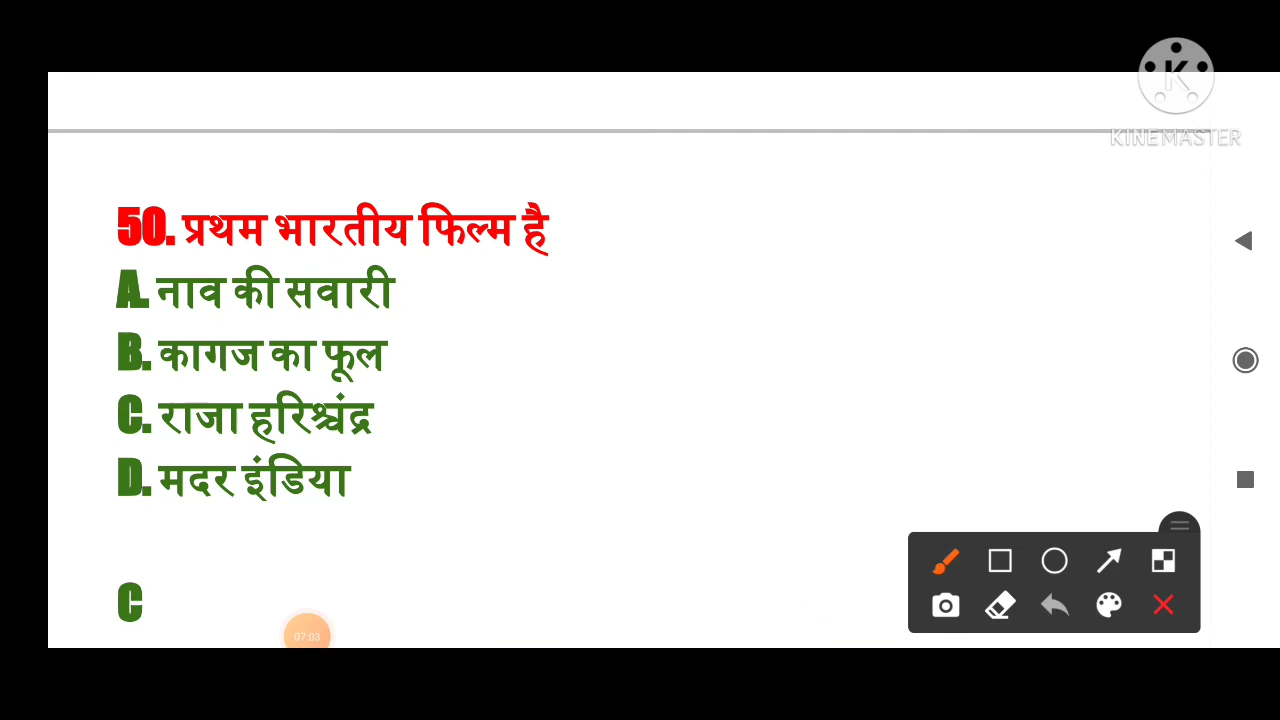 K
KINEMASTER
50. प्रथम भारतीय फिल्म है
A. नाव की सवारी
B. कागज का फूल
C. राजा हरिश्चंद्र
D. मदर इंडिया
C
07:03